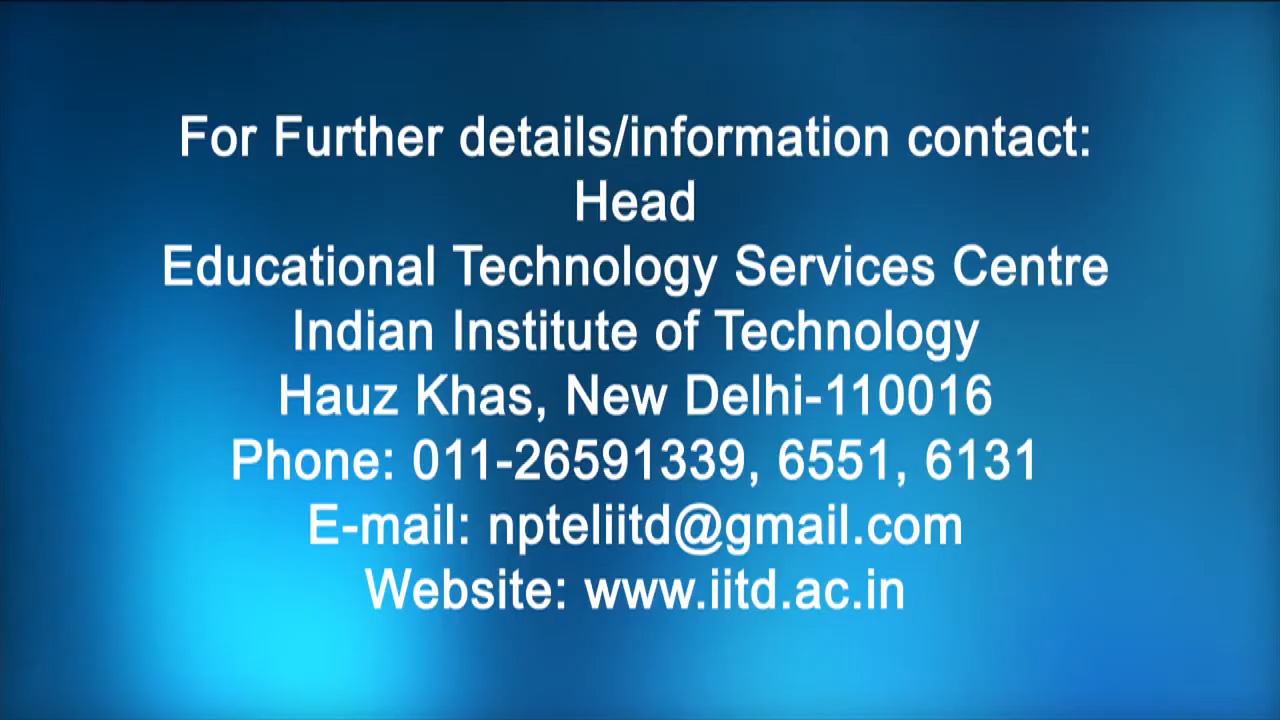 For Further details/information contact:
Head
Educational Technology Services Centre
Indian Institute of Technology
Hauz Khas, New Delhi-110016
Phone: 011-26591339, 6551, 6131
E-mail: npteliitd@gmail.com
Website: www.iitd.ac.in